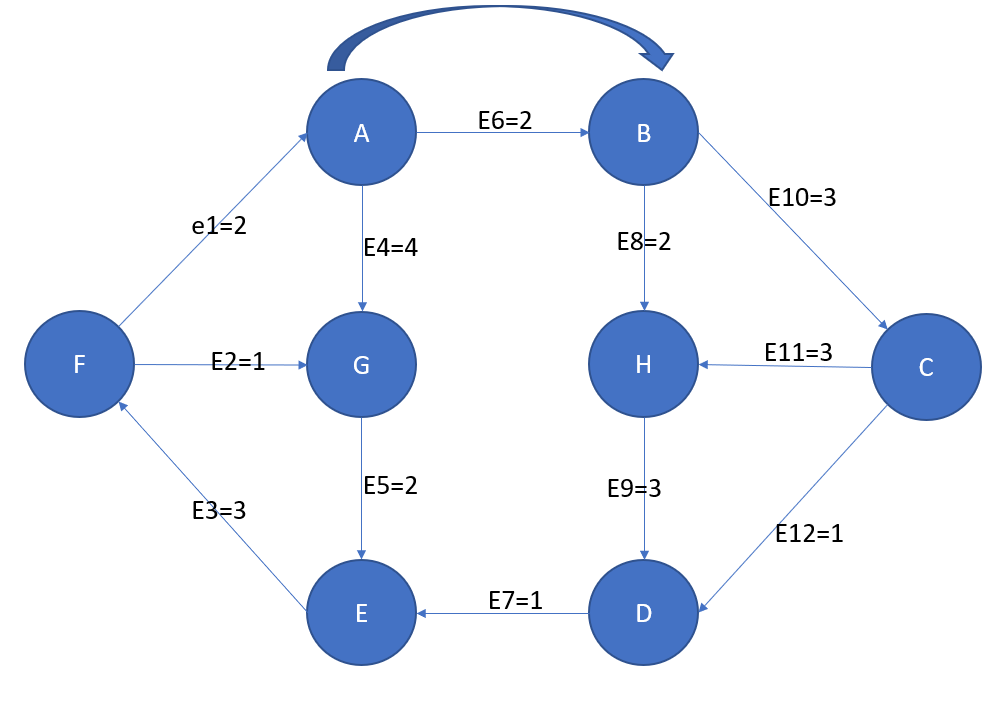 A
E6=2
B
E10=3
e1=2
E4=4
E8=2
F
E2=1
G
H
E11=3
C
E3=3
E5=2
E9=3
E12=1
E
E7=1
D